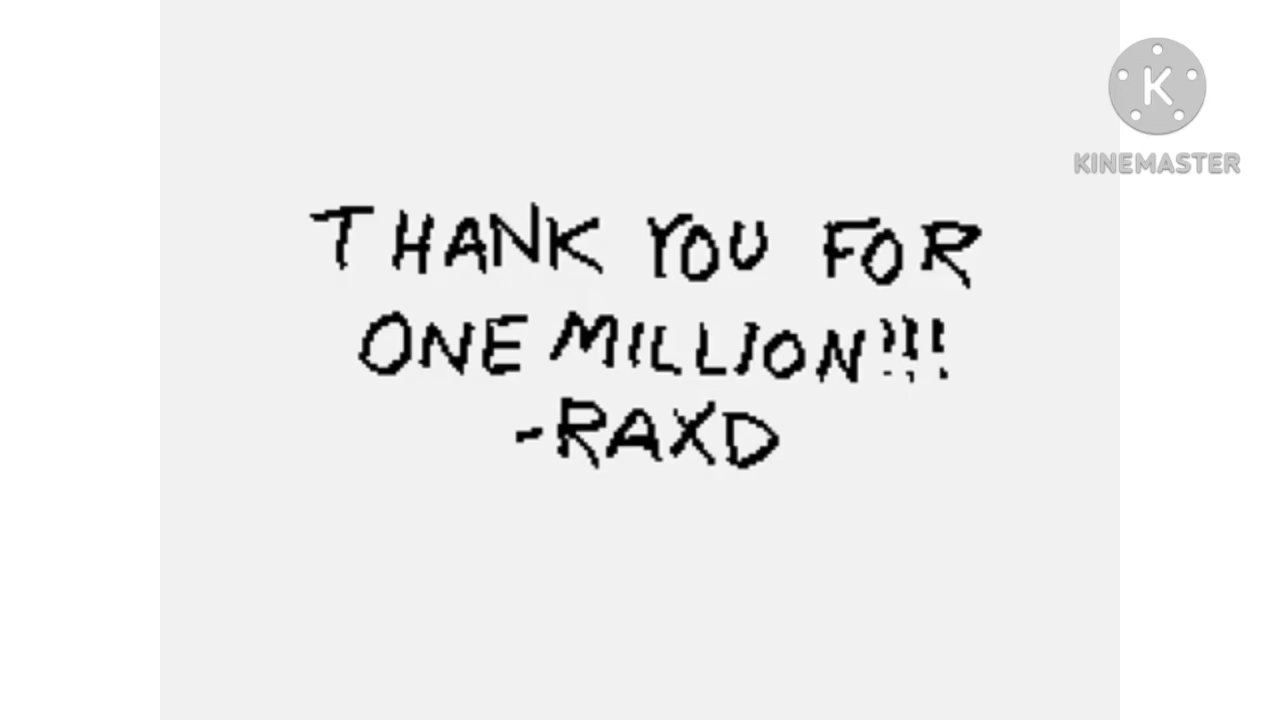 K
KINEMASTER
THANK YOU FOR
ONE MILLION!!!
-RAXD